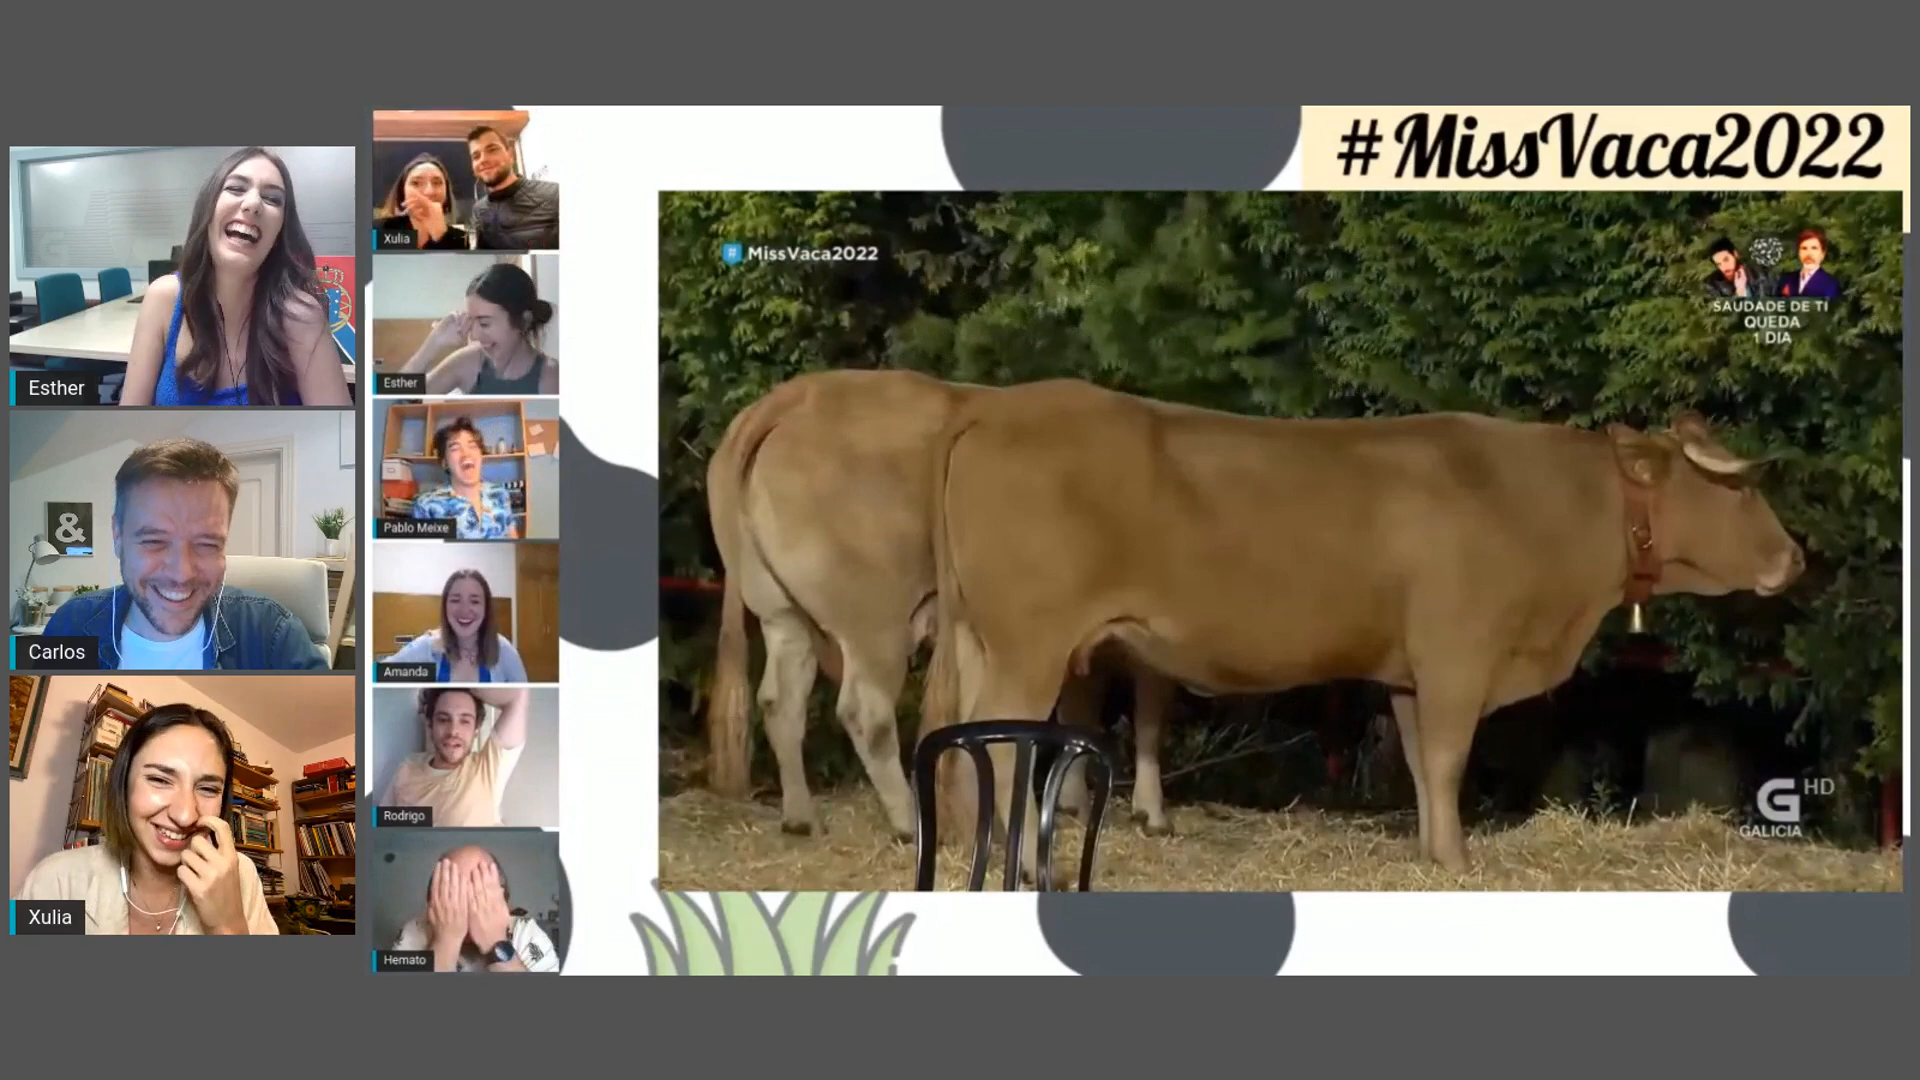 Esther
Carlos
&
Xulia
Xulia
Esther
Pablo Meixe
Amanda
Rodrigo
Hemato
#MissVaca2022
# MissVaca2022
SAUDADE DE TI
QUEDA
1 DIA
G HD
GALICIA